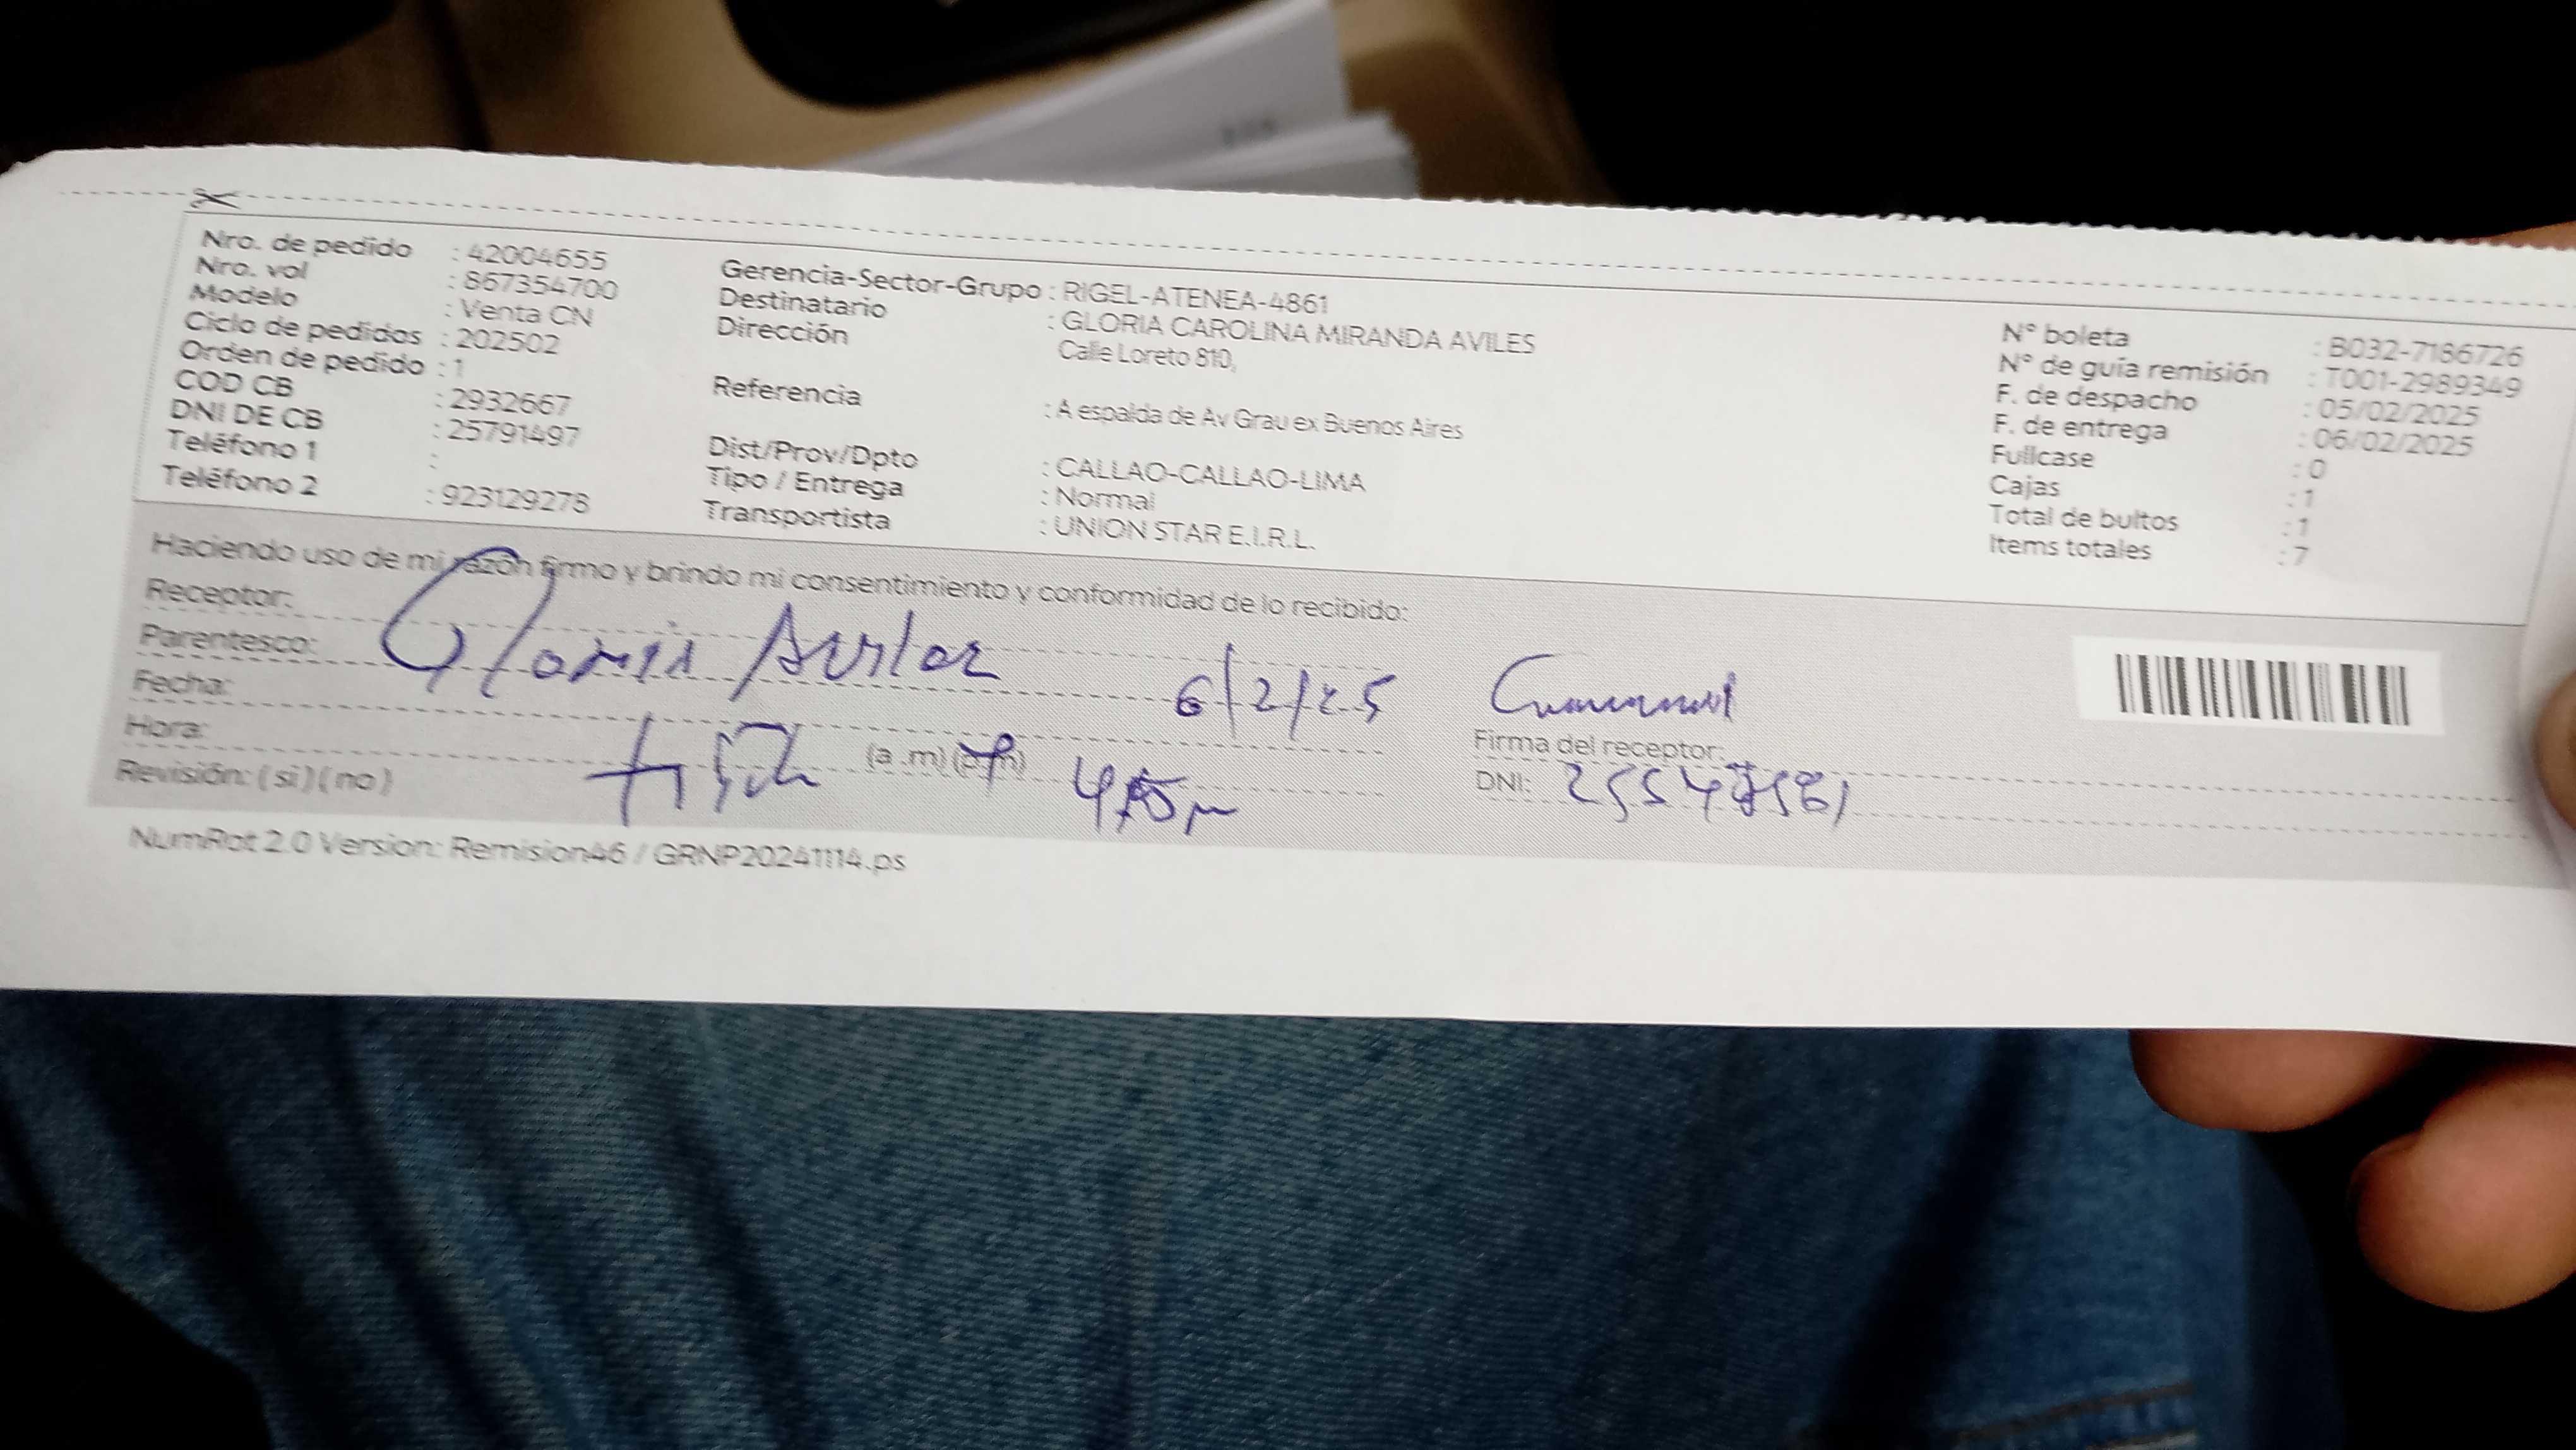 Nro. de pedido : 42004655
Nro. vol : 867354700
Modelo : Venta CN
Ciclo de pedidos : 202502
Orden de pedido : 1
COD CB : 2932667
DNI DE CB : 25791497
Teléfono 1 :
Teléfono 2 : 923129278
Gerencia-Sector-Grupo : RIGEL-ATENEA-4861
Destinatario : GLORIA CAROLINA MIRANDA AVILES
Dirección Calle Loreto 810,
Referencia : A espalda de Av Grau ex Buenos Aires
Dist/Prov/Dpto : CALLAO-CALLAO-LIMA
Tipo / Entrega : Normal
Transportista : UNION STAR E.I.R.L.
N° boleta : B032-7186726
N° de guía remisión : T001-2989349
F. de despacho : 05/02/2025
F. de entrega : 06/02/2025
Fullcase : 0
Cajas : 1
Total de bultos : 1
Items totales : 7
Haciendo uso de mi razón firmo y brindo mi consentimiento y conformidad de lo recibido:
Receptor:
Parentesco: Gloria
Fecha: 6/2/25
Hora: (a .m) (p.m)
Revisión: ( si ) ( no )
Firma del receptor:
DNI:
NumRot 2.0 Version: Remision46 / GRNP20241114.ps